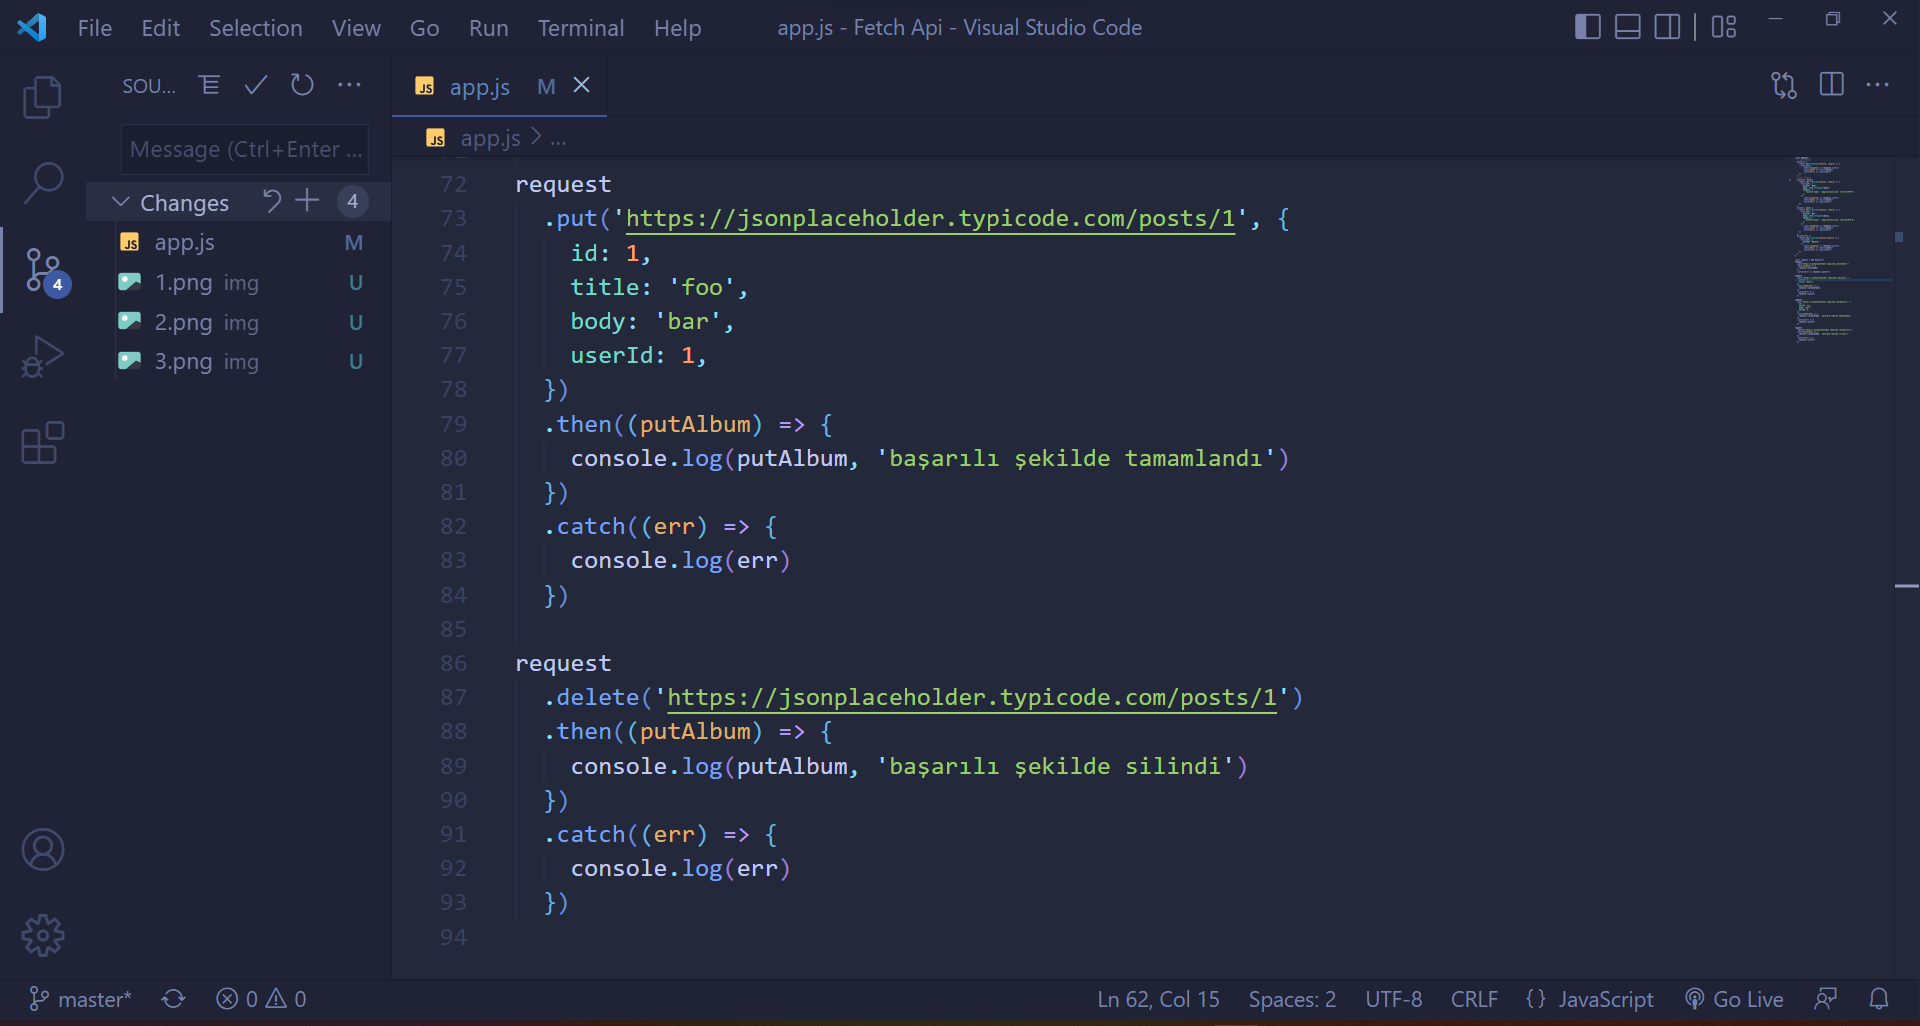 File Edit Selection View Go Run Terminal Help
app.js - Fetch Api - Visual Studio Code
SOU...
Message (Ctrl+Enter ...
Changes 4
JS app.js M
1.png img U
2.png img U
3.png img U
4
JS app.js M
JS app.js > ...
72 request
73 .put('https://jsonplaceholder.typicode.com/posts/1', {
74 id: 1,
75 title: 'foo',
76 body: 'bar',
77 userId: 1,
78 })
79 .then((putAlbum) => {
80 console.log(putAlbum, 'başarılı şekilde tamamlandı')
81 })
82 .catch((err) => {
83 console.log(err)
84 })
85
86 request
87 .delete('https://jsonplaceholder.typicode.com/posts/1')
88 .then((putAlbum) => {
89 console.log(putAlbum, 'başarılı şekilde silindi')
90 })
91 .catch((err) => {
92 console.log(err)
93 })
94
master* 0 0 Ln 62, Col 15 Spaces: 2 UTF-8 CRLF {} JavaScript Go Live